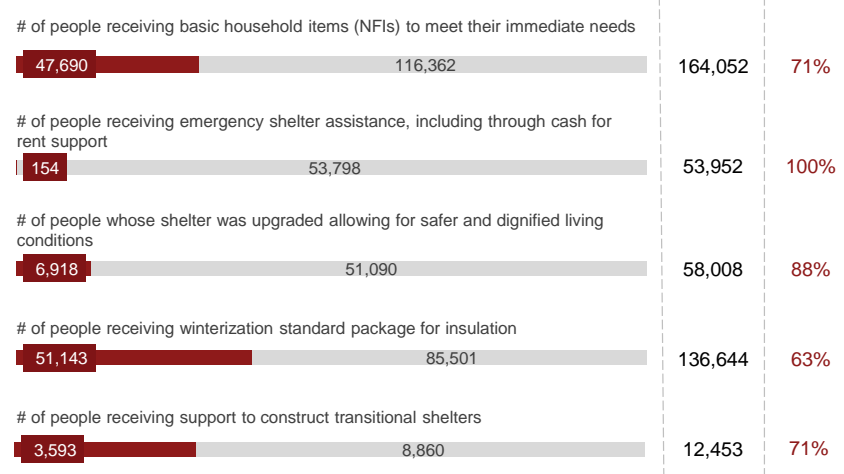 # of people receiving basic household items (NFIs) to meet their immediate needs
47,690 116,362 164,052 71%
# of people receiving emergency shelter assistance, including through cash for
rent support
154 53,798 53,952 100%
# of people whose shelter was upgraded allowing for safer and dignified living
conditions
6,918 51,090 58,008 88%
# of people receiving winterization standard package for insulation
51,143 85,501 136,644 63%
# of people receiving support to construct transitional shelters
3,593 8,860 12,453 71%